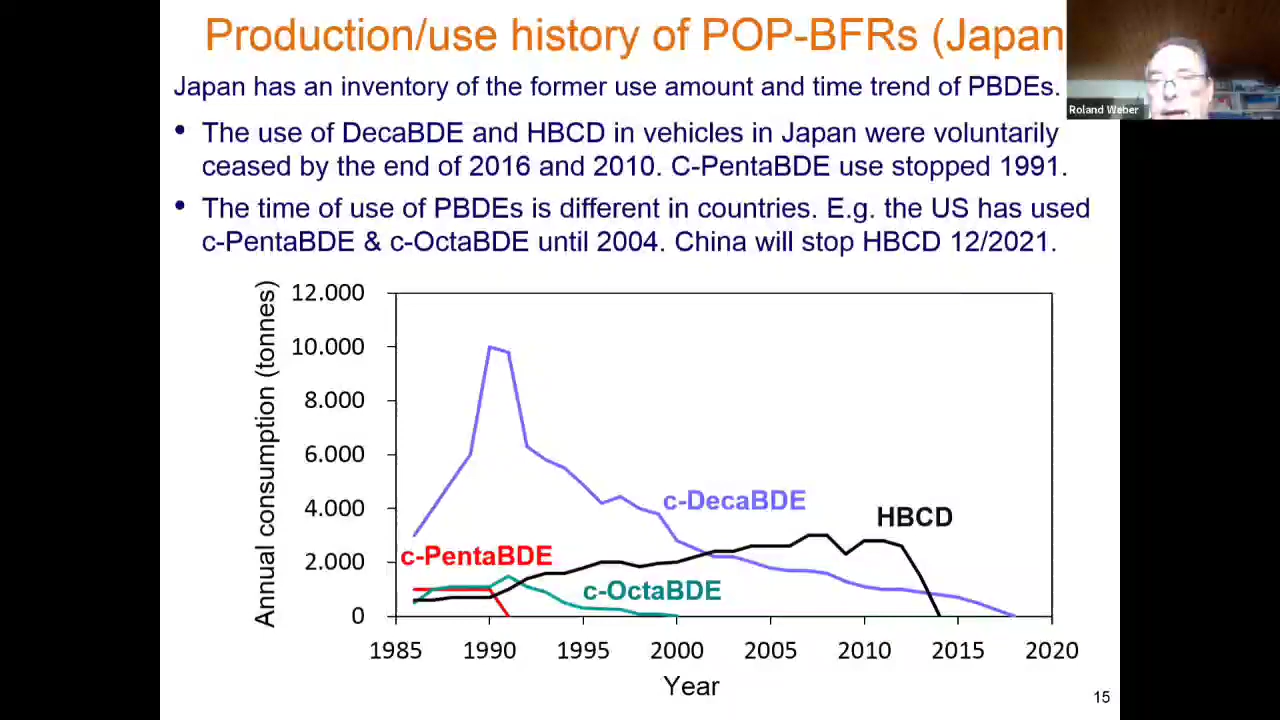 Production/use history of POP-BFRs (Japan
Roland Weber
Japan has an inventory of the former use amount and time trend of PBDEs.
• The use of DecaBDE and HBCD in vehicles in Japan were voluntarily
ceased by the end of 2016 and 2010. C-PentaBDE use stopped 1991.
• The time of use of PBDEs is different in countries. E.g. the US has used
c-PentaBDE & c-OctaBDE until 2004. China will stop HBCD 12/2021.
Annual consumption (tonnes)
12.000
10.000
8.000
6.000
4.000
2.000
0
c-DecaBDE
HBCD
c-PentaBDE
c-OctaBDE
1985 1990 1995 2000 2005 2010 2015 2020
Year
15